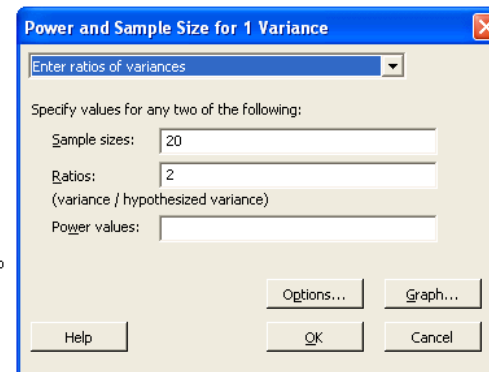 Power and Sample Size for 1 Variance
Enter ratios of variances
Specify values for any two of the following:
Sample sizes: 20
Ratios: 2
(variance / hypothesized variance)
Power values:
Options... Graph...
Help OK Cancel